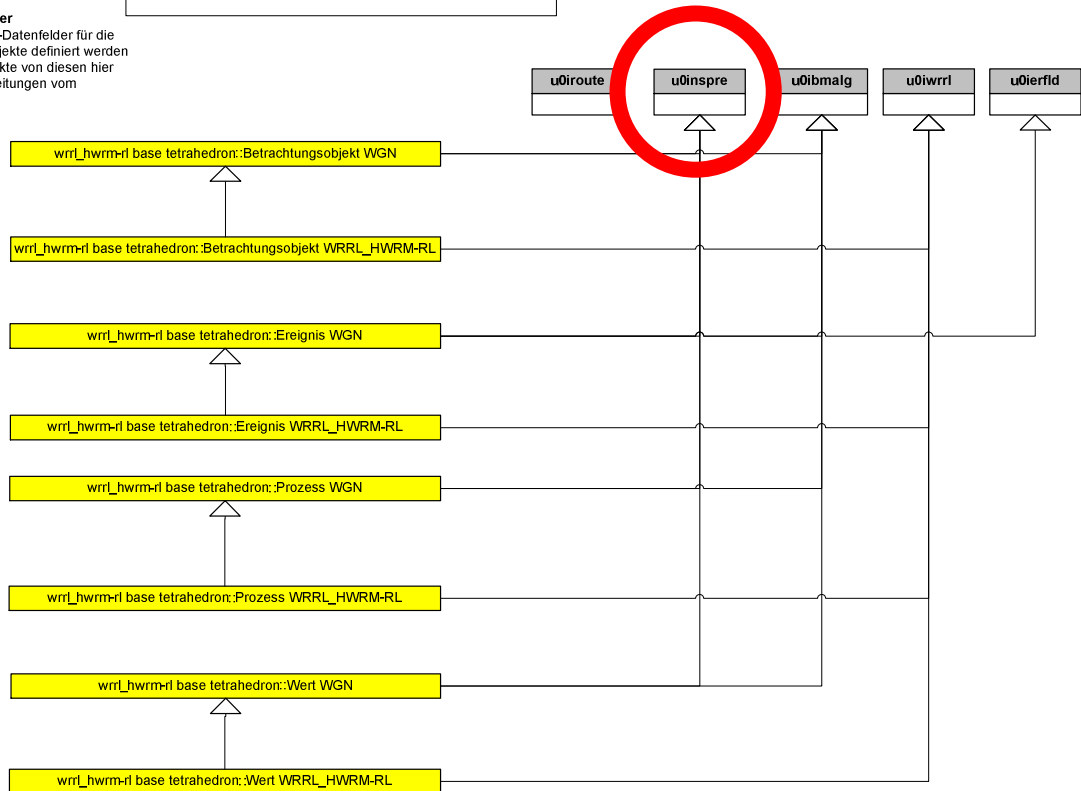 er
-Datenfelder für die
jekte definiert werden
kte von diesen hier
eitungen vom
u0iroute
u0inspre
u0ibmalg
u0iwrrl
u0ierfld
wrrl_hwrm-rl base tetrahedron::Betrachtungsobjekt WGN
wrrl_hwrm-rl base tetrahedron::Betrachtungsobjekt WRRL_HWRM-RL
wrrl_hwrm-rl base tetrahedron::Ereignis WGN
wrrl_hwrm-rl base tetrahedron::Ereignis WRRL_HWRM-RL
wrrl_hwrm-rl base tetrahedron::Prozess WGN
wrrl_hwrm-rl base tetrahedron::Prozess WRRL_HWRM-RL
wrrl_hwrm-rl base tetrahedron::Wert WGN
wrrl_hwrm-rl base tetrahedron::Wert WRRL_HWRM-RL